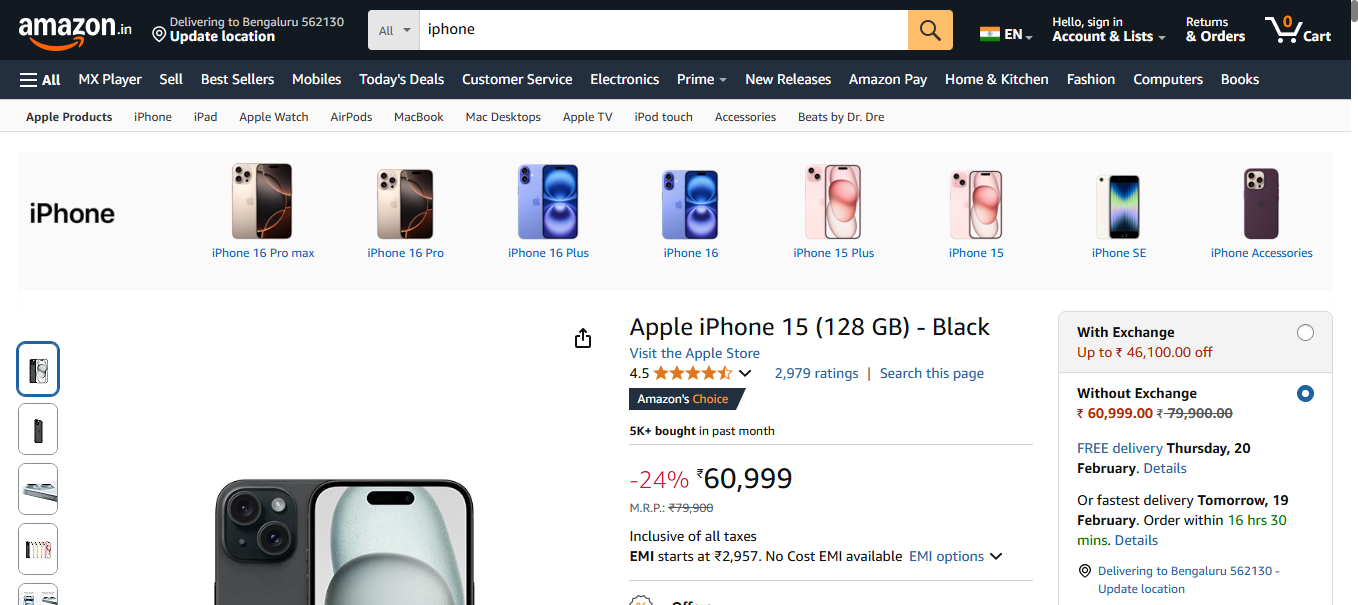 amazon.in
Delivering to Bengaluru 562130
Update location
All
iphone
EN
Hello, sign in
Account & Lists
Returns
& Orders
0
Cart
All
MX Player
Sell
Best Sellers
Mobiles
Today's Deals
Customer Service
Electronics
Prime
New Releases
Amazon Pay
Home & Kitchen
Fashion
Computers
Books
Apple Products
iPhone
iPad
Apple Watch
AirPods
MacBook
Mac Desktops
Apple TV
iPod touch
Accessories
Beats by Dr. Dre
iPhone
iPhone 16 Pro max
iPhone 16 Pro
iPhone 16 Plus
iPhone 16
iPhone 15 Plus
iPhone 15
iPhone SE
iPhone Accessories
Apple iPhone 15 (128 GB) - Black
Visit the Apple Store
4.5
2,979 ratings | Search this page
Amazon's Choice
5K+ bought in past month
-24% ₹60,999
M.R.P.: ₹79,900
Inclusive of all taxes
EMI starts at ₹2,957. No Cost EMI available EMI options
Offers
With Exchange
Up to ₹ 46,100.00 off
Without Exchange
₹ 60,999.00 ₹ 79,900.00
FREE delivery Thursday, 20
February. Details
Or fastest delivery Tomorrow, 19
February. Order within 16 hrs 30
mins. Details
Delivering to Bengaluru 562130 -
Update location